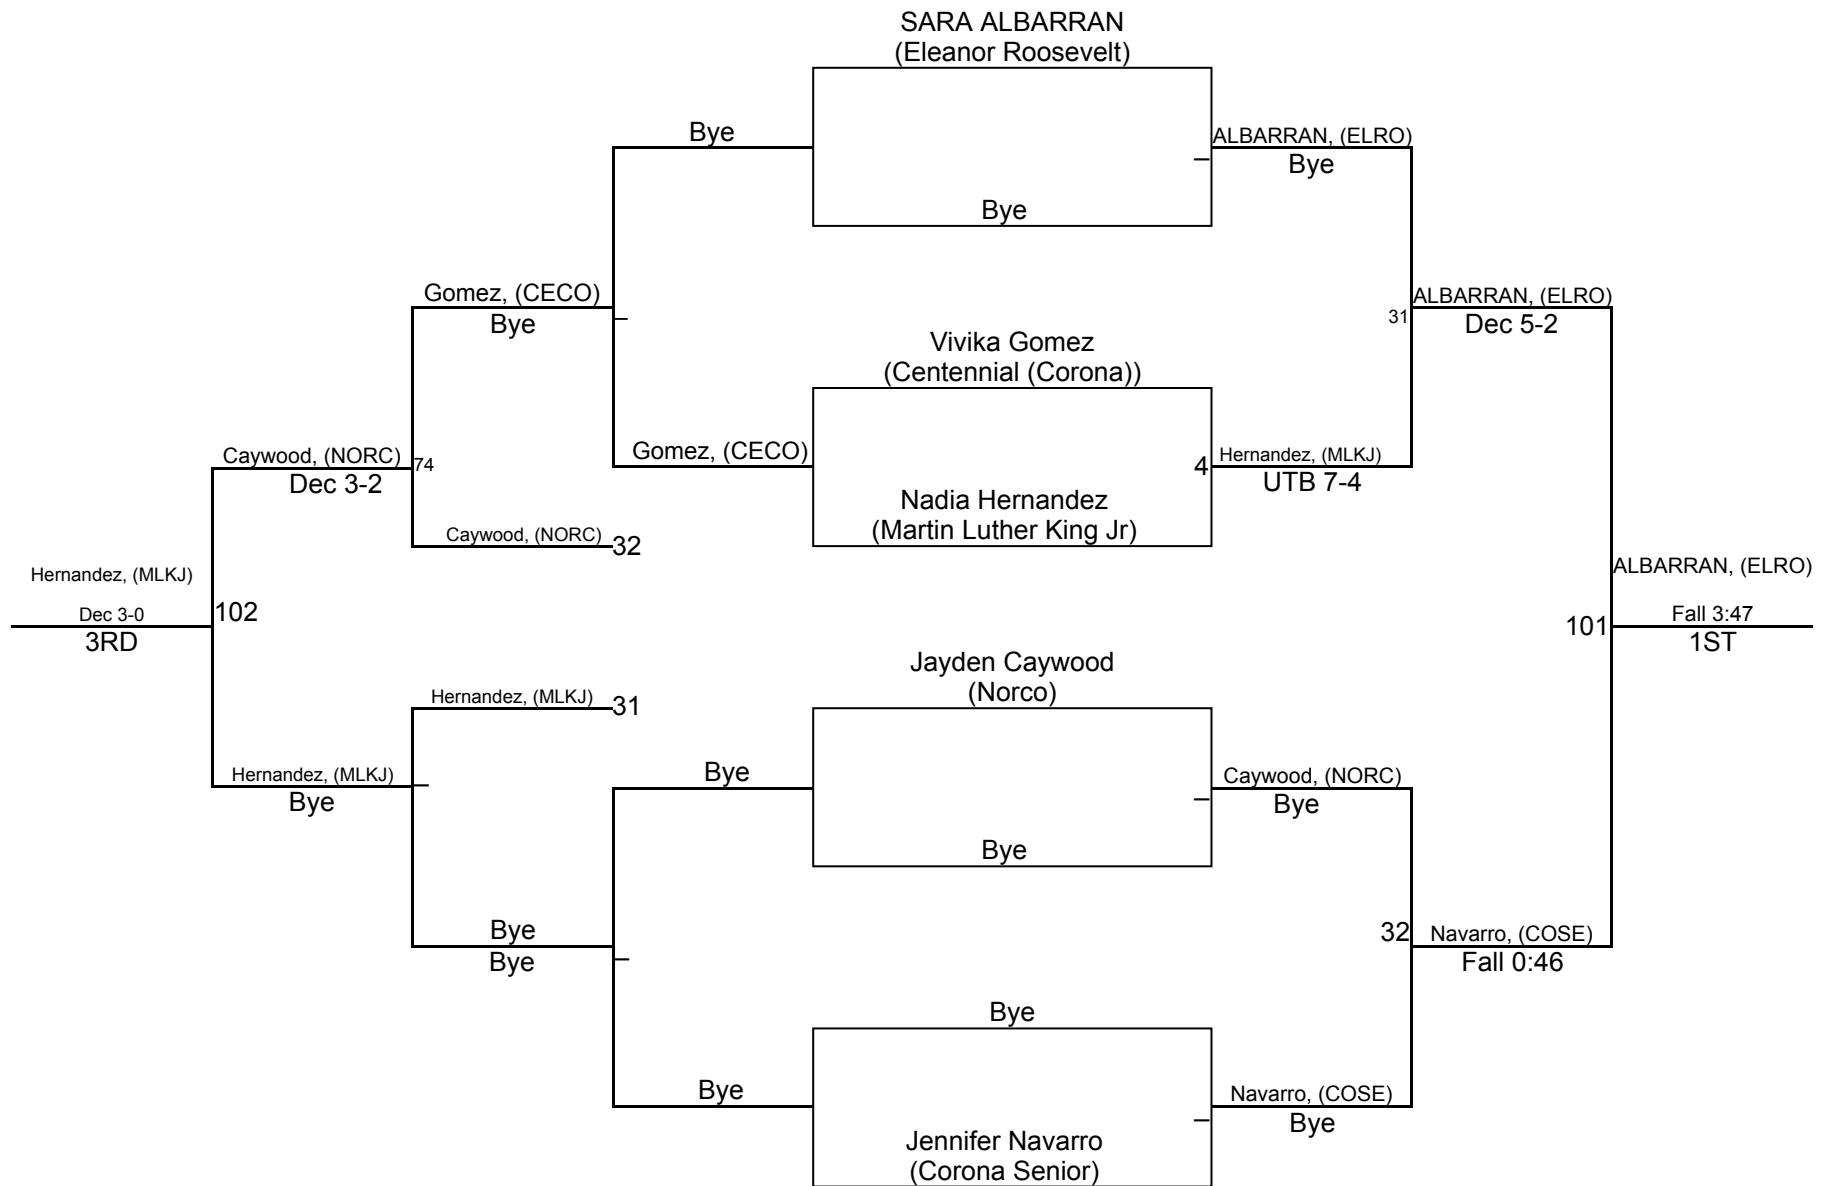 SARA ALBARRAN
(Eleanor Roosevelt)
Bye
ALBARRAN, (ELRO)
Bye
Bye
Gomez, (CECO)
Bye
ALBARRAN, (ELRO)
31
Dec 5-2
Vivika Gomez
(Centennial (Corona))
Gomez, (CECO)
Caywood, (NORC)
74
Dec 3-2
4
Hernandez, (MLKJ)
UTB 7-4
Nadia Hernandez
(Martin Luther King Jr)
Caywood, (NORC)
32
Hernandez, (MLKJ)
Dec 3-0
3RD
102
ALBARRAN, (ELRO)
101
Fall 3:47
1ST
Jayden Caywood
(Norco)
Hernandez, (MLKJ)
31
Hernandez, (MLKJ)
Bye
Bye
Caywood, (NORC)
Bye
Bye
Bye
Bye
32
Navarro, (COSE)
Fall 0:46
Bye
Bye
Navarro, (COSE)
Bye
Jennifer Navarro
(Corona Senior)